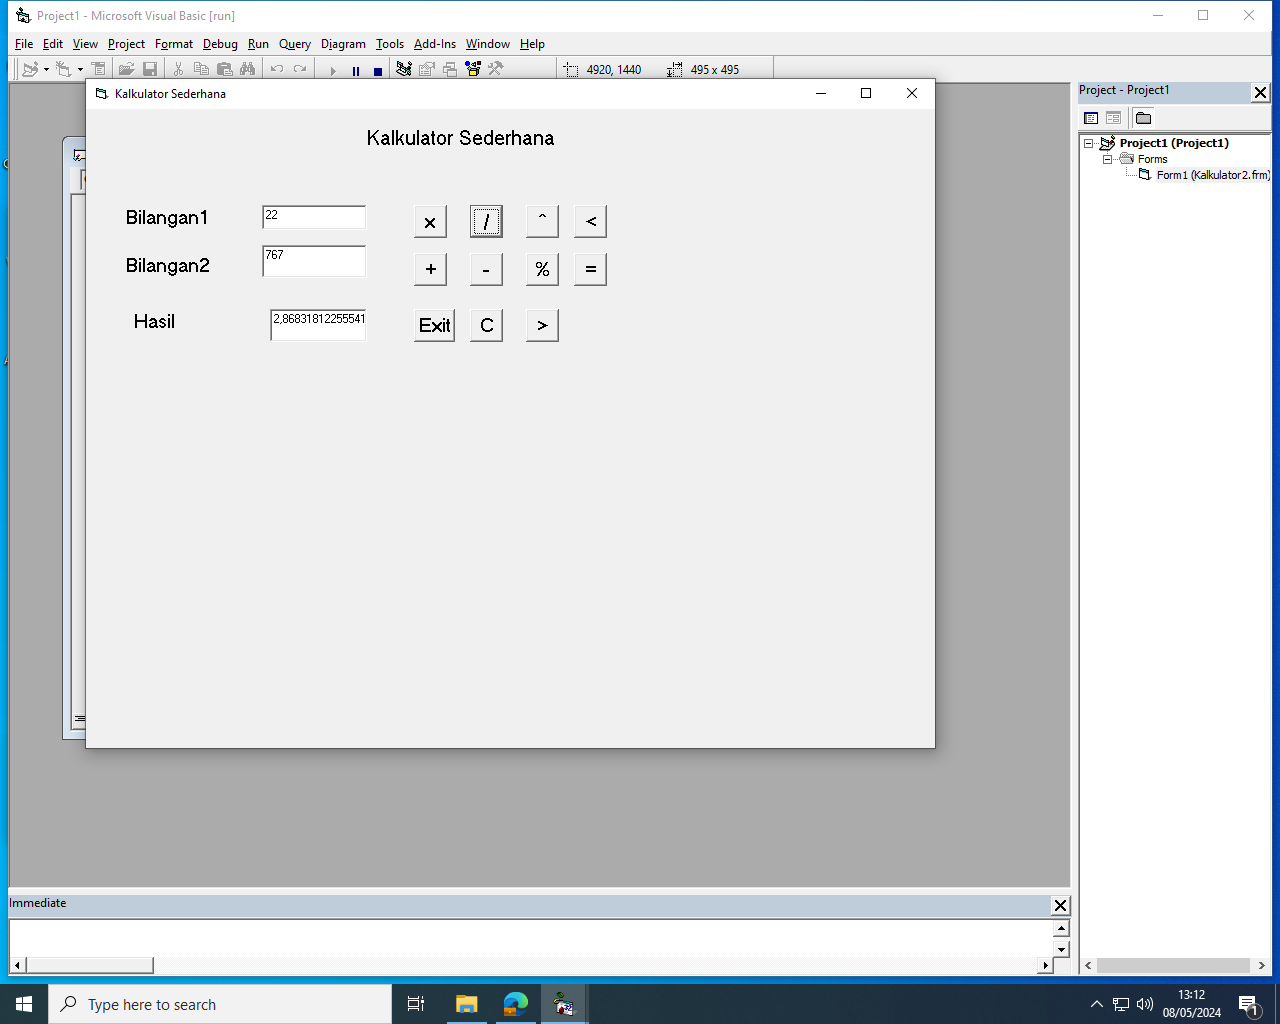 Project1 - Microsoft Visual Basic [run]
File Edit View Project Format Debug Run Query Diagram Tools Add-Ins Window Help
4920, 1440 495 x 495
Kalkulator Sederhana
Project - Project1
Kalkulator Sederhana
Project1 (Project1)
Forms
Form1 (Kalkulator2.frm)
Bilangan1 22 × / ^ <
Bilangan2 767 + - % =
Hasil 2,86831812255541 Exit C >
Immediate
Type here to search
13:12
08/05/2024
1